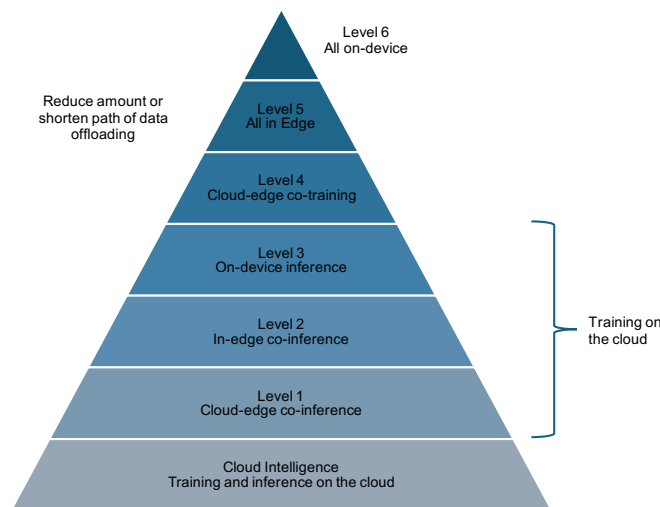 Level 6
All on-device
Reduce amount or
shorten path of data
offloading
Level 5
All in Edge
Level 4
Cloud-edge co-training
Level 3
On-device inference
Level 2
In-edge co-inference
Training on
the cloud
Level 1
Cloud-edge co-inference
Cloud Intelligence
Training and inference on the cloud